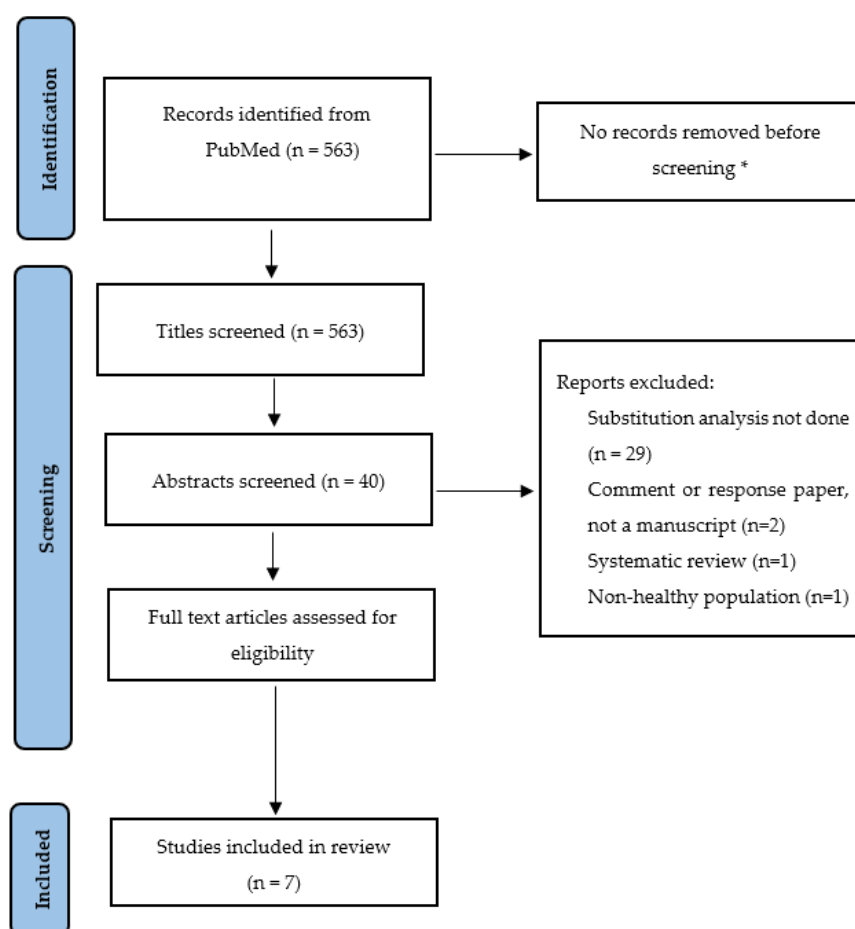 Identification
Records identified from
PubMed (n = 563)
No records removed before
screening *
Screening
Titles screened (n = 563)
Abstracts screened (n = 40)
Reports excluded:
Substitution analysis not done
(n = 29)
Comment or response paper,
not a manuscript (n=2)
Systematic review (n=1)
Non-healthy population (n=1)
Full text articles assessed for
eligibility
Included
Studies included in review
(n = 7)